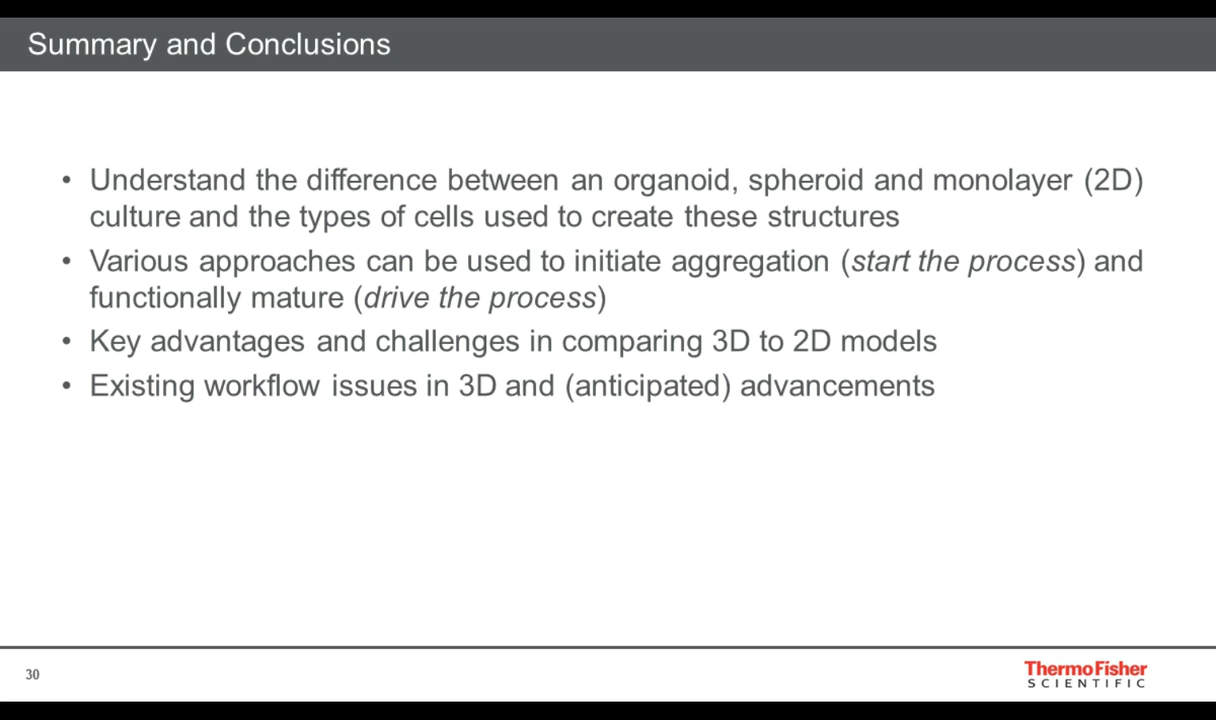 Summary and Conclusions
• Understand the difference between an organoid, spheroid and monolayer (2D)
culture and the types of cells used to create these structures
• Various approaches can be used to initiate aggregation (start the process) and
functionally mature (drive the process)
• Key advantages and challenges in comparing 3D to 2D models
• Existing workflow issues in 3D and (anticipated) advancements
30
ThermoFisher
SCIENTIFIC